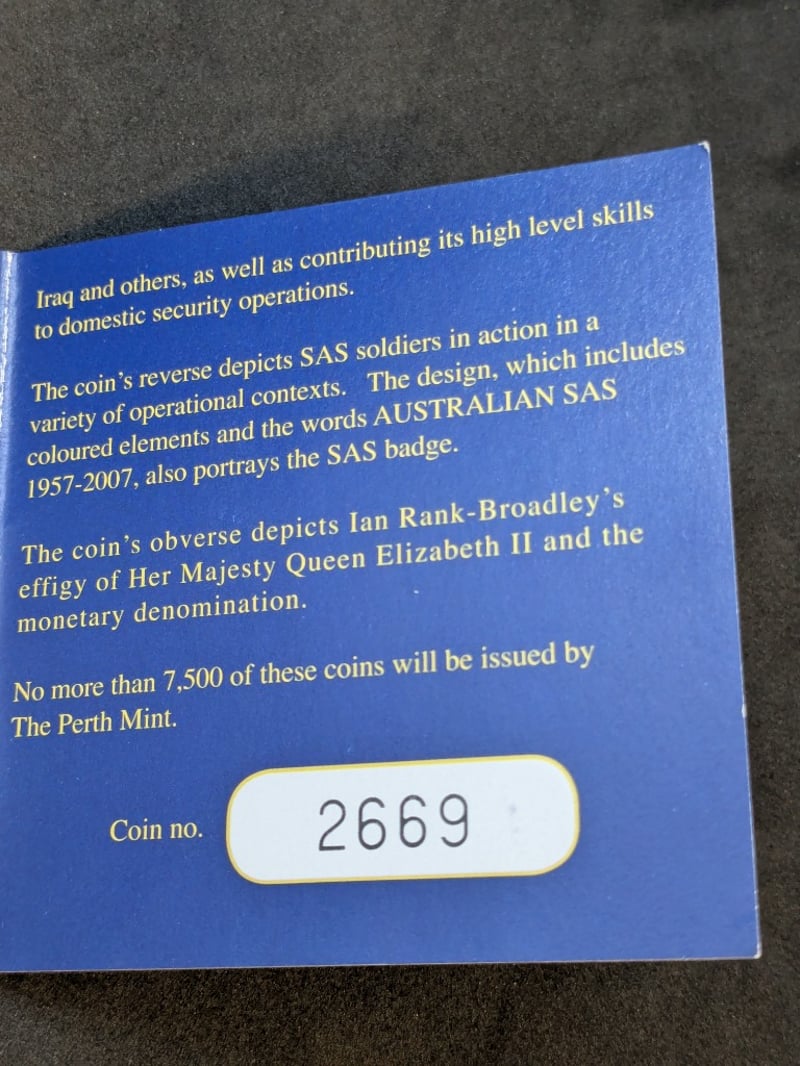 Iraq and others, as well as contributing its high level skills
to domestic security operations.
The coin's reverse depicts SAS soldiers in action in a
variety of operational contexts. The design, which includes
coloured elements and the words AUSTRALIAN SAS
1957-2007, also portrays the SAS badge.
The coin's obverse depicts Ian Rank-Broadley's
effigy of Her Majesty Queen Elizabeth II and the
monetary denomination.
No more than 7,500 of these coins will be issued by
The Perth Mint.
Coin no. 2669